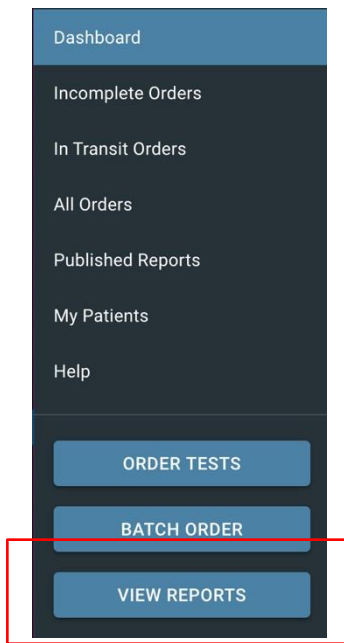 Dashboard
Incomplete Orders
In Transit Orders
All Orders
Published Reports
My Patients
Help
ORDER TESTS
BATCH ORDER
VIEW REPORTS